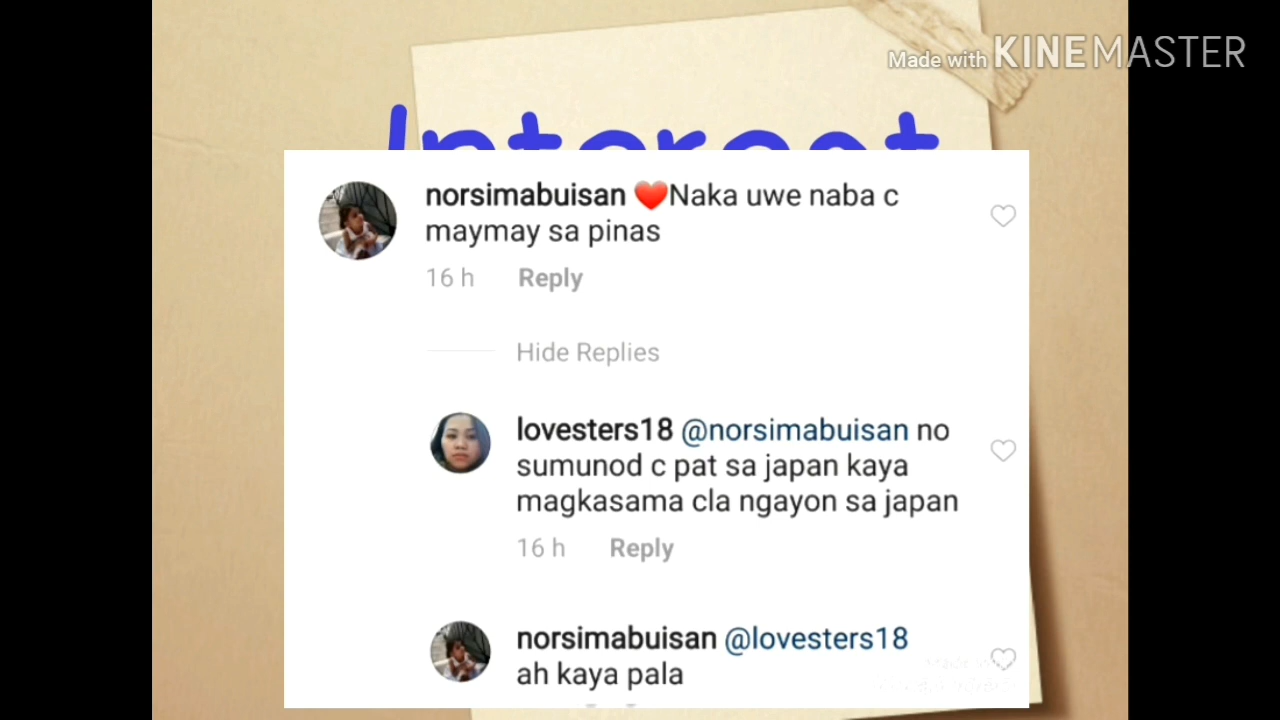 Made with KINEMASTER
norsimabuisan ❤️Naka uwe naba c
maymay sa pinas
16 h Reply
Hide Replies
lovesters18 @norsimabuisan no
sumunod c pat sa japan kaya
magkasama cla ngayon sa japan
16 h Reply
norsimabuisan @lovesters18
ah kaya pala